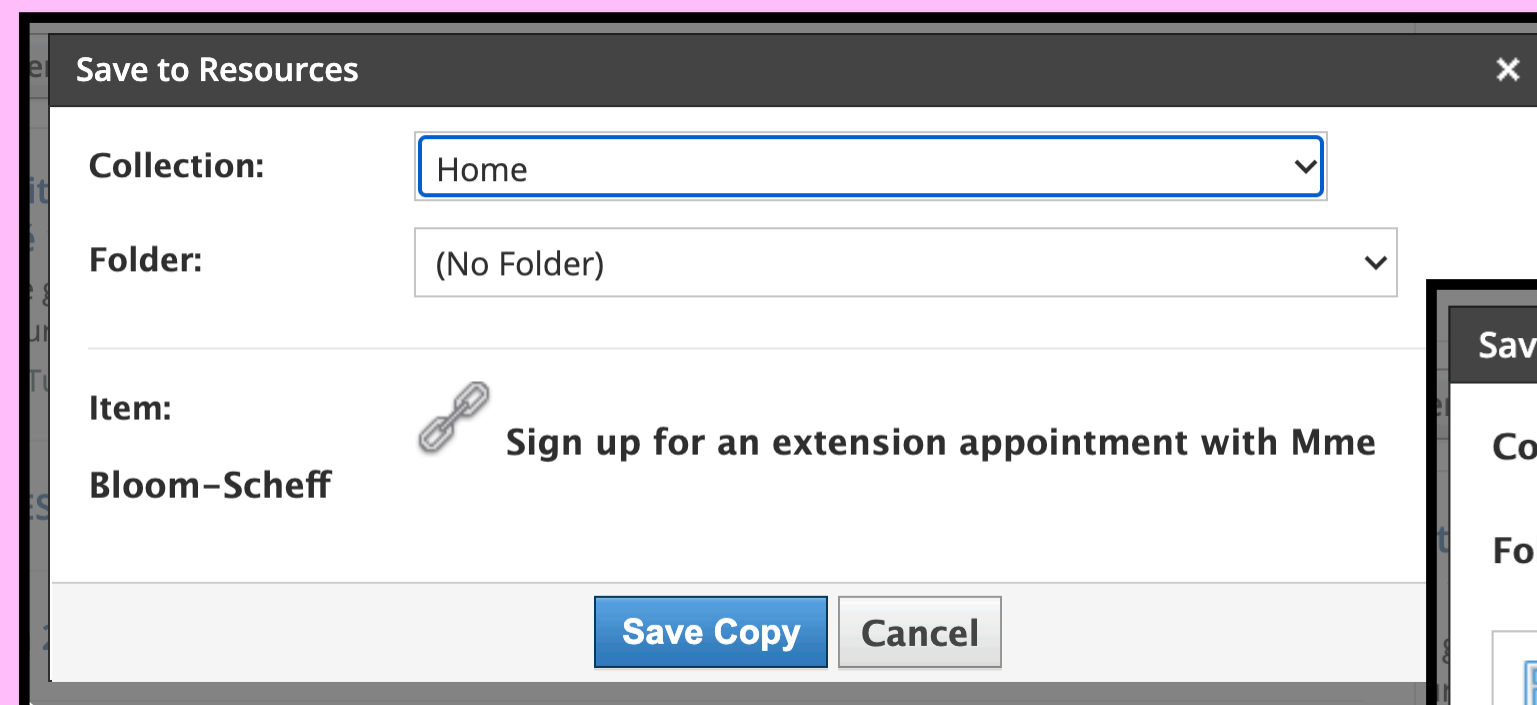 Save to Resources
Collection:
Home
Folder:
(No Folder)
Item:
Sign up for an extension appointment with Mme
Bloom-Scheff
Save Copy
Cancel
Sav
Co
Fo